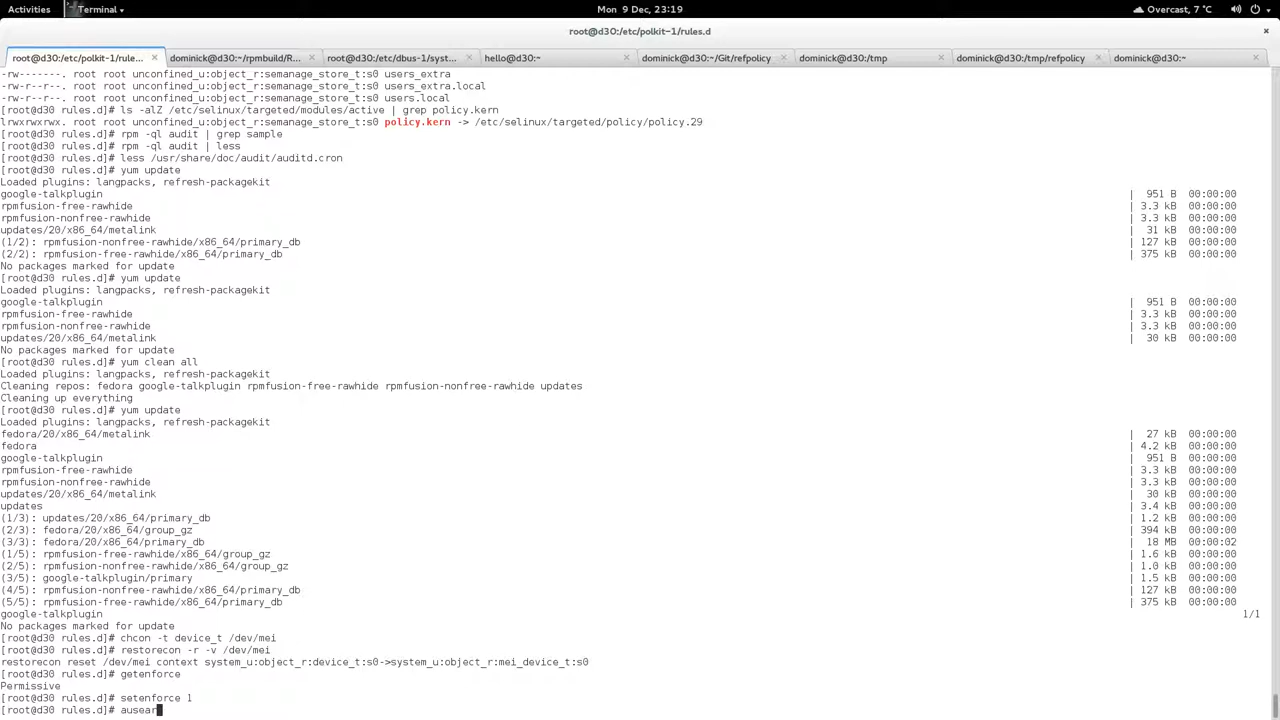 Activities Terminal Mon 9 Dec, 23:19 Overcast, 7 °C
root@d30:/etc/polkit-1/rules.d
root@d30:/etc/polkit-1/rule... dominick@d30:~/rpmbuild/R... root@d30:/etc/dbus-1/syst... hello@d30:~ dominick@d30:~/Git/refpolicy dominick@d30:/tmp dominick@d30:/tmp/refpolicy dominick@d30:~
-rw-------. root root unconfined_u:object_r:semanage_store_t:s0 users_extra
-rw-r--r--. root root unconfined_u:object_r:semanage_store_t:s0 users_extra.local
-rw-r--r--. root root unconfined_u:object_r:semanage_store_t:s0 users.local
[root@d30 rules.d]# ls -alZ /etc/selinux/targeted/modules/active | grep policy.kern
lrwxrwxrwx. root root unconfined_u:object_r:semanage_store_t:s0 policy.kern -> /etc/selinux/targeted/policy/policy.29
[root@d30 rules.d]# rpm -ql audit | grep sample
[root@d30 rules.d]# rpm -ql audit | less
[root@d30 rules.d]# less /usr/share/doc/audit/auditd.cron
[root@d30 rules.d]# yum update
Loaded plugins: langpacks, refresh-packagekit
google-talkplugin | 951 B 00:00:00
rpmfusion-free-rawhide | 3.3 kB 00:00:00
rpmfusion-nonfree-rawhide | 3.3 kB 00:00:00
updates/20/x86_64/metalink | 31 kB 00:00:00
(1/2): rpmfusion-nonfree-rawhide/x86_64/primary_db | 127 kB 00:00:00
(2/2): rpmfusion-free-rawhide/x86_64/primary_db | 375 kB 00:00:00
No packages marked for update
[root@d30 rules.d]# yum update
Loaded plugins: langpacks, refresh-packagekit
google-talkplugin | 951 B 00:00:00
rpmfusion-free-rawhide | 3.3 kB 00:00:00
rpmfusion-nonfree-rawhide | 3.3 kB 00:00:00
updates/20/x86_64/metalink | 30 kB 00:00:00
No packages marked for update
[root@d30 rules.d]# yum clean all
Loaded plugins: langpacks, refresh-packagekit
Cleaning repos: fedora google-talkplugin rpmfusion-free-rawhide rpmfusion-nonfree-rawhide updates
Cleaning up everything
[root@d30 rules.d]# yum update
Loaded plugins: langpacks, refresh-packagekit
fedora/20/x86_64/metalink | 27 kB 00:00:00
fedora | 4.2 kB 00:00:00
google-talkplugin | 951 B 00:00:00
rpmfusion-free-rawhide | 3.3 kB 00:00:00
rpmfusion-nonfree-rawhide | 3.3 kB 00:00:00
updates/20/x86_64/metalink | 30 kB 00:00:00
updates | 3.4 kB 00:00:00
(1/3): updates/20/x86_64/primary_db | 1.2 kB 00:00:00
(2/3): fedora/20/x86_64/group_gz | 394 kB 00:00:00
(3/3): fedora/20/x86_64/primary_db | 18 MB 00:00:02
(1/5): rpmfusion-free-rawhide/x86_64/group_gz | 1.6 kB 00:00:00
(2/5): rpmfusion-nonfree-rawhide/x86_64/group_gz | 1.0 kB 00:00:00
(3/5): google-talkplugin/primary | 1.5 kB 00:00:00
(4/5): rpmfusion-nonfree-rawhide/x86_64/primary_db | 127 kB 00:00:00
(5/5): rpmfusion-free-rawhide/x86_64/primary_db | 375 kB 00:00:00
google-talkplugin 1/1
No packages marked for update
[root@d30 rules.d]# chcon -t device_t /dev/mei
[root@d30 rules.d]# restorecon -r -v /dev/mei
restorecon reset /dev/mei context system_u:object_r:device_t:s0->system_u:object_r:mei_device_t:s0
[root@d30 rules.d]# getenforce
Permissive
[root@d30 rules.d]# setenforce 1
[root@d30 rules.d]# ausear